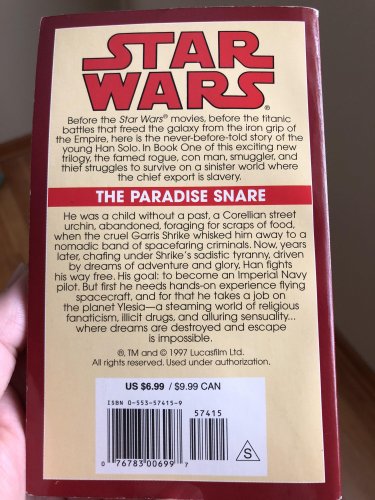 STAR
WARS®
Before the Star Wars® movies, before the titanic
battles that freed the galaxy from the iron grip of
the Empire, here is the never-before-told story of the
young Han Solo. In Book One of this exciting new
trilogy, the famed rogue, con man, smuggler, and
thief struggles to survive on a sinister world where
the chief export is slavery.
THE PARADISE SNARE
He was a child without a past, a Corellian street
urchin, abandoned, foraging for scraps of food,
when the cruel Garris Shrike whisked him away to a
nomadic band of spacefaring criminals. Now, years
later, chafing under Shrike's sadistic tyranny, and
driven by dreams of adventure and glory, Han fights
his way free. His goal: to become an Imperial Navy
pilot. But first he needs hands-on experience flying
spacecraft, and for that he takes a job on
the planet Ylesia—a steaming world of religious
fanaticism, illicit drugs, and alluring sensuality...
where dreams are destroyed and escape
is impossible.
®, TM and © 1997 Lucasfilm Ltd.
All rights reserved. Used under authorization.
US $6.99 / $9.99 CAN
ISBN 0-553-57415-9
57415
0 76783 00699 7
S